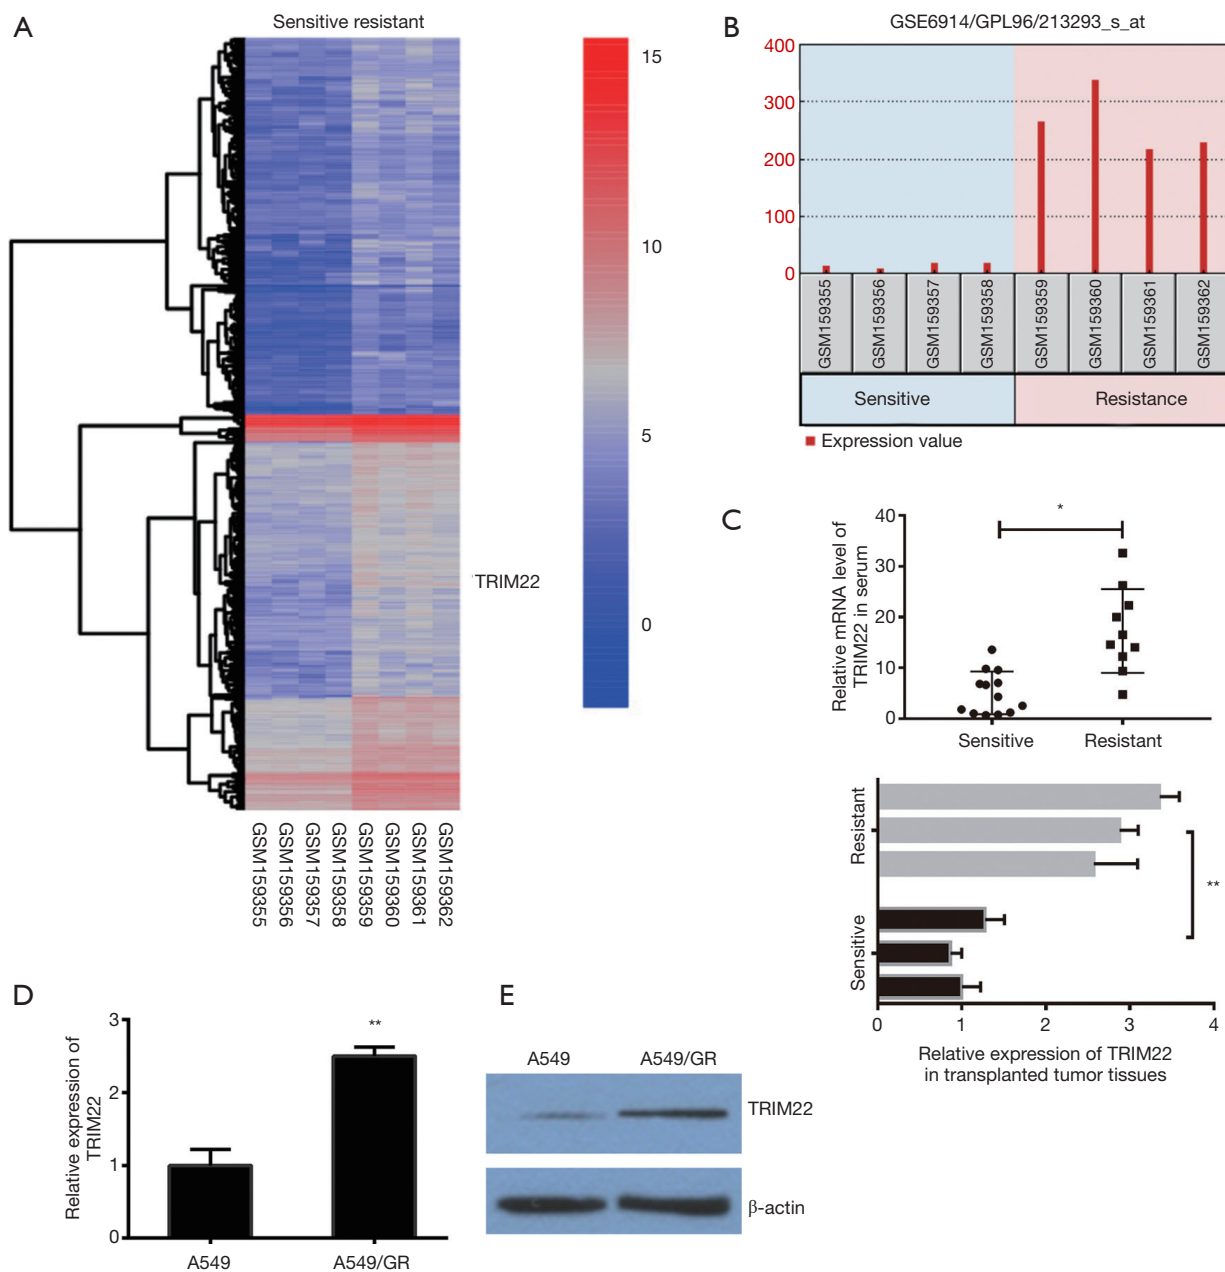 A
Sensitive resistant
15
10
5
0
TRIM22
GSM159355
GSM159356
GSM159357
GSM159358
GSM159359
GSM159360
GSM159361
GSM159362
B
GSE6914/GPL96/213293_s_at
400
300
200
100
0
GSM159355
GSM159356
GSM159357
GSM159358
GSM159359
GSM159360
GSM159361
GSM159362
Sensitive
Resistance
Expression value
C
Relative mRNA level of
TRIM22 in serum
40
30
20
10
0
*
Sensitive
Resistant
Resistant
Sensitive
**
0
1
2
3
4
Relative expression of TRIM22
in transplanted tumor tissues
D
Relative expression of
TRIM22
3
2
1
0
**
A549
A549/GR
E
A549
A549/GR
TRIM22
β-actin